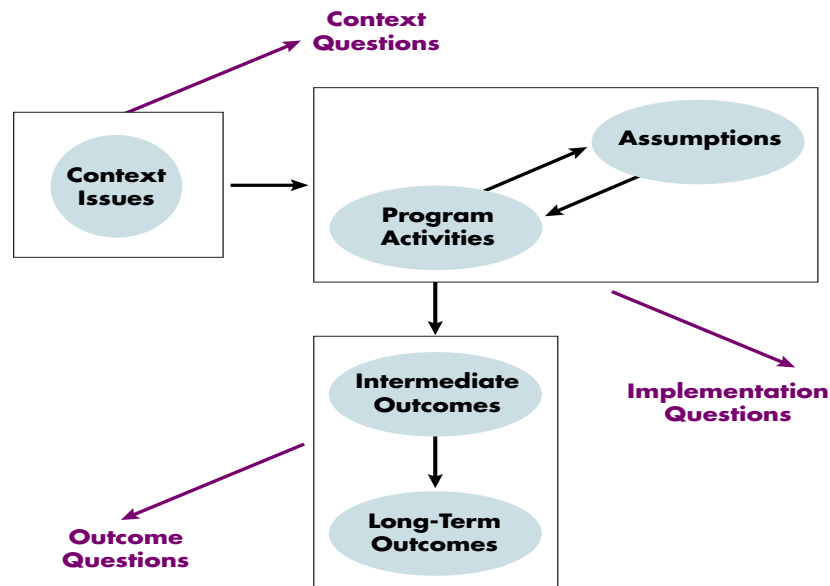 Context
Questions
Context
Issues
Assumptions
Program
Activities
Intermediate
Outcomes
Implementation
Questions
Long-Term
Outcomes
Outcome
Questions